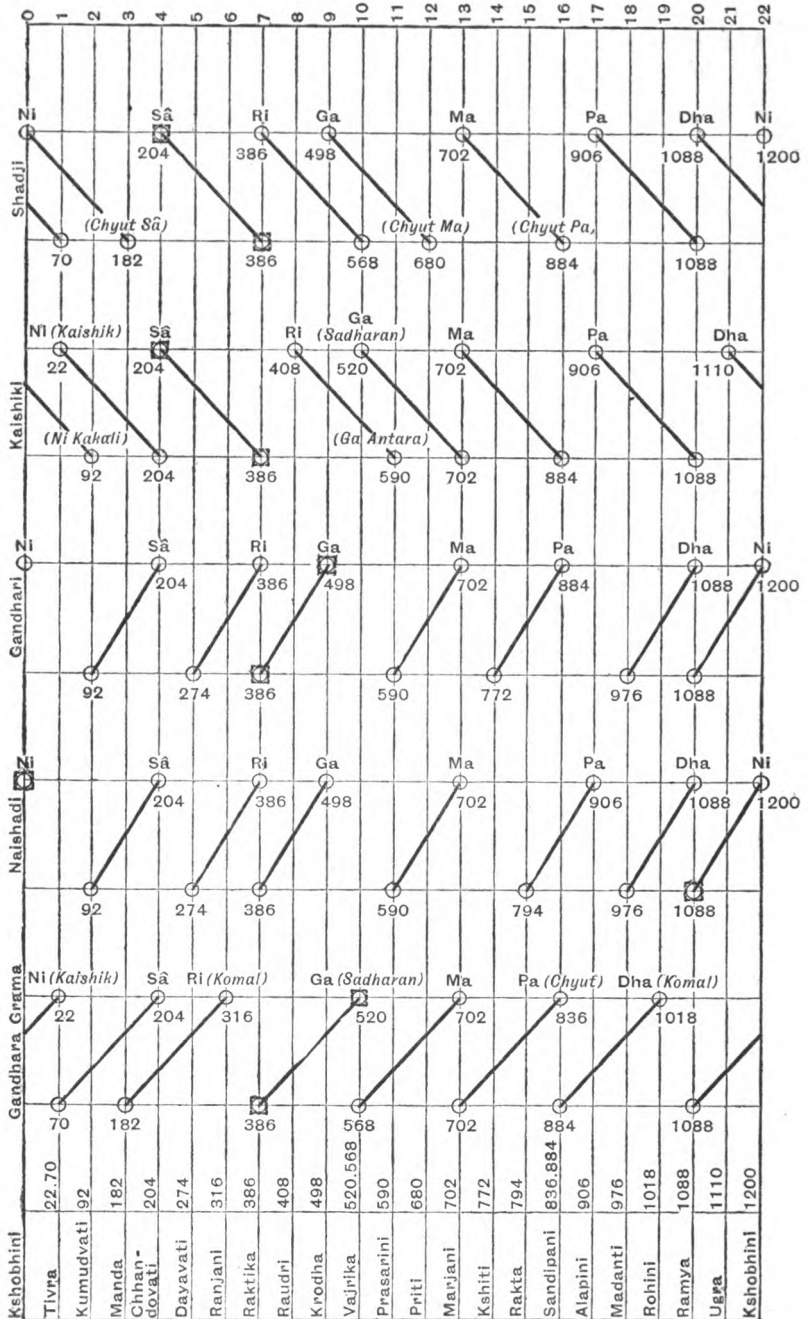 0 1 2 3 4 5 6 7 8 9 10 11 12 13 14 15 16 17 18 19 20 21 22
Shadji
Ni Sâ Ri Ga Ma Pa Dha Ni
204 386 498 702 906 1088 1200
(Chyut Sâ) (Chyut Ma) (Chyut Pa,
70 182 386 568 680 884 1088
Kaishiki
Ga
Ni (Kaishik) Sâ Ri (Sadharan) Ma Pa Dha
22 204 408 520 702 906 1110
(Ni Kakali) (Ga Antara)
92 204 386 590 702 884 1088
Gandhari
Ni Sâ Ri Ga Ma Pa Dha Ni
204 386 498 702 884 1088 1200
92 274 386 590 772 976 1088
Naishadi
Ni Sâ Ri Ga Ma Pa Dha Ni
204 386 498 702 906 1088 1200
92 274 386 590 794 976 1088
Gandhara Grama
Ni (Kaishik) Sâ Ri (Komal) Ga (Sadharan) Ma Pa (Chyut) Dha (Komal)
22 204 316 520 702 836 1018
70 182 386 568 702 884 1088
22.70 92 182 204 274 316 386 408 498 520.568 590 680 702 772 794 836.884 906 976 1018 1088 1110 1200
Kshobhini
Tivra
Kumudvati
Manda
Chhan-
dovati
Dayavati
Ranjani
Raktika
Raudri
Krodha
Vajrika
Prasarini
Priti
Marjani
Kshiti
Rakta
Sandipani
Alapini
Madanti
Rohini
Ramya
Ugra
Kshobhini